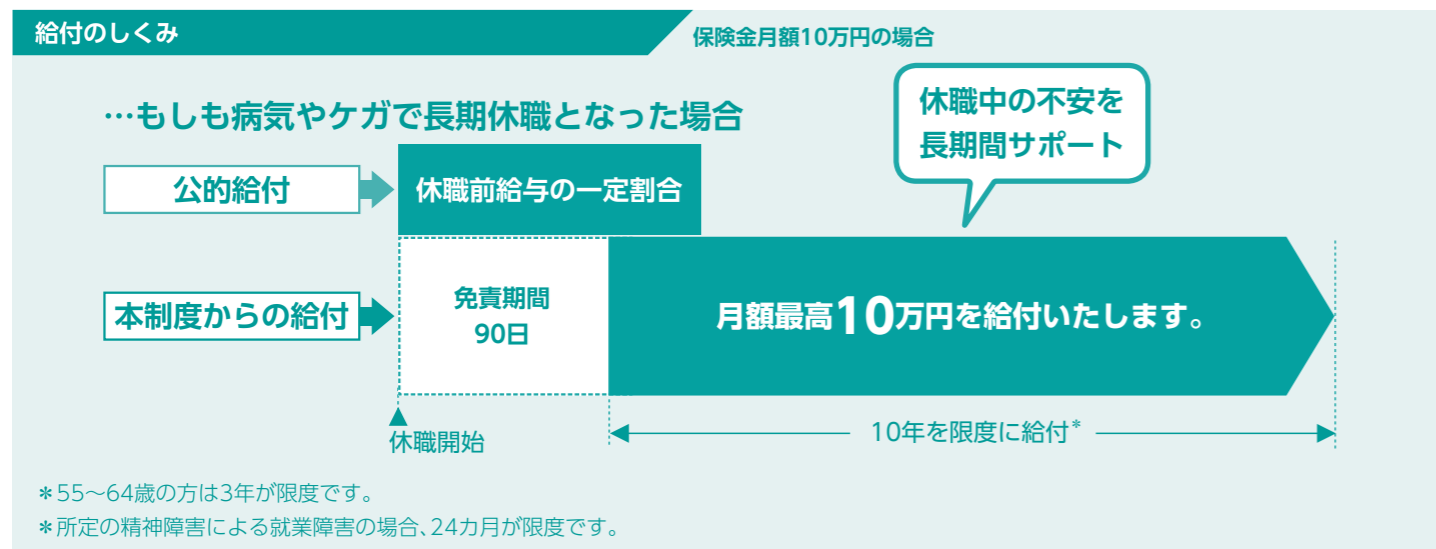 給付のしくみ
保険金月額10万円の場合
…もしも病気やケガで長期休職となった場合
休職中の不安を
長期間サポート
公的給付
休職前給与の一定割合
本制度からの給付
免責期間
90日
月額最高10万円を給付いたします。
休職開始
10年を限度に給付*
＊55〜64歳の方は3年が限度です。
＊所定の精神障害による就業障害の場合、24カ月が限度です。